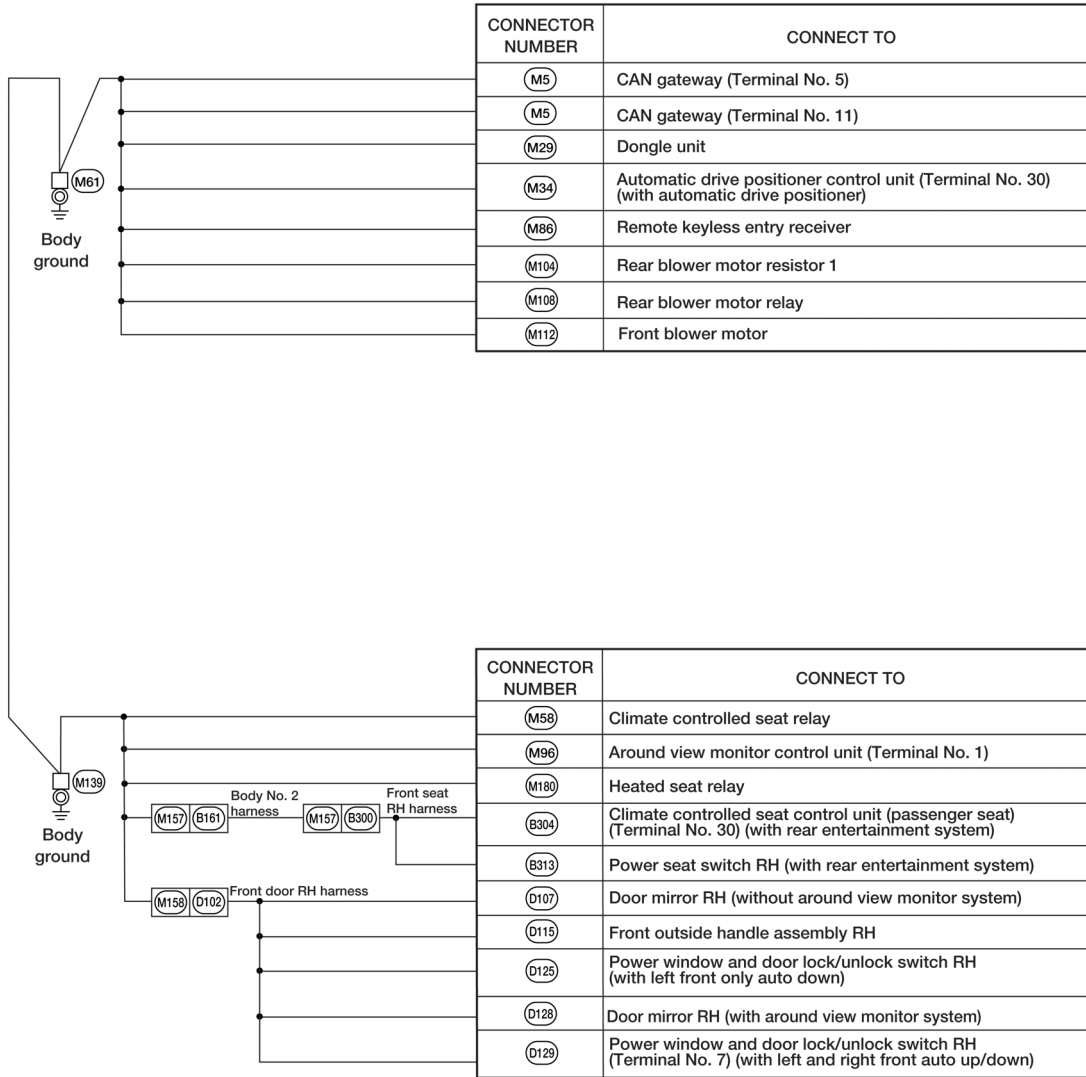 CONNECTOR NUMBER CONNECT TO
M5 CAN gateway (Terminal No. 5)
M5 CAN gateway (Terminal No. 11)
M29 Dongle unit
M34 Automatic drive positioner control unit (Terminal No. 30)
(with automatic drive positioner)
M86 Remote keyless entry receiver
M104 Rear blower motor resistor 1
M108 Rear blower motor relay
M112 Front blower motor
M61
Body
ground
CONNECTOR NUMBER CONNECT TO
M58 Climate controlled seat relay
M96 Around view monitor control unit (Terminal No. 1)
M180 Heated seat relay
M139
Body
ground
M157 B161
Body No. 2
harness
M157 B300
Front seat
RH harness
B304 Climate controlled seat control unit (passenger seat)
(Terminal No. 30) (with rear entertainment system)
B313 Power seat switch RH (with rear entertainment system)
M158 D102 Front door RH harness
D107 Door mirror RH (without around view monitor system)
D115 Front outside handle assembly RH
D125 Power window and door lock/unlock switch RH
(with left front only auto down)
D128 Door mirror RH (with around view monitor system)
D129 Power window and door lock/unlock switch RH
(Terminal No. 7) (with left and right front auto up/down)